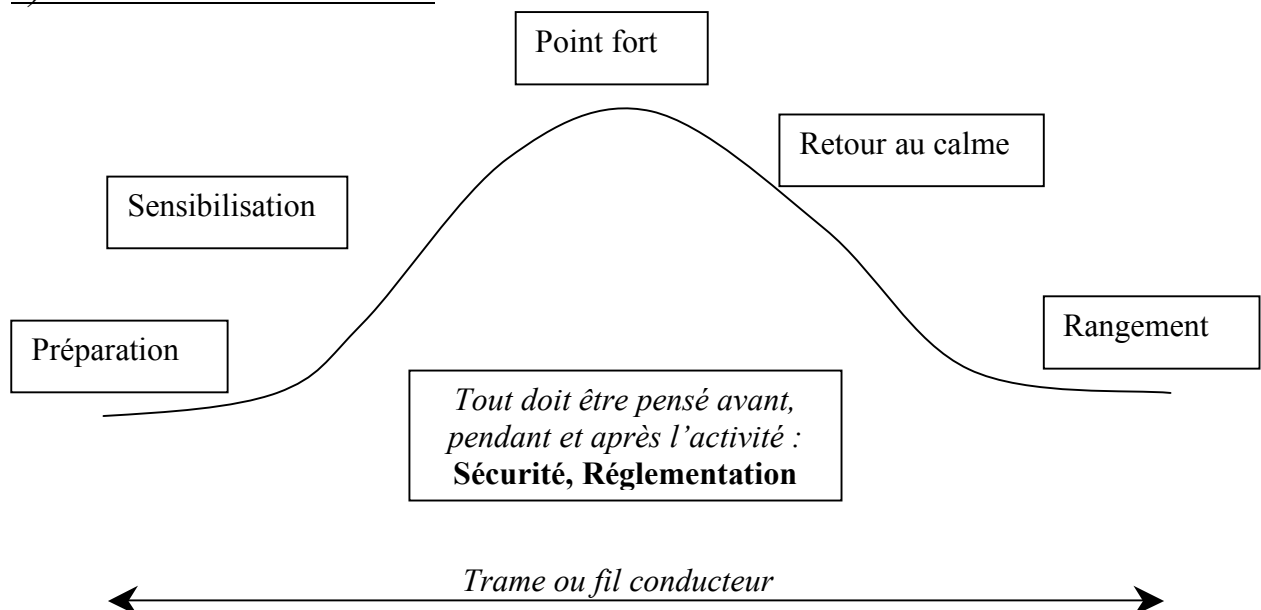 Point fort
Retour au calme
Sensibilisation
Rangement
Préparation
Tout doit être pensé avant,
pendant et après l’activité :
Sécurité, Réglementation
Trame ou fil conducteur